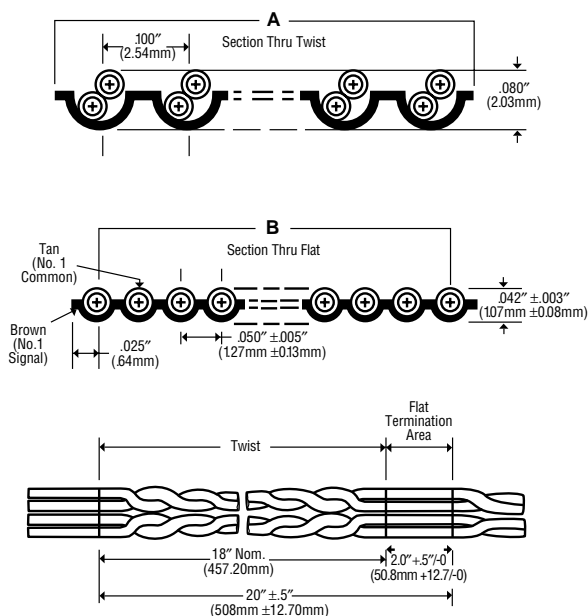 A
.100"
(2.54mm)
Section Thru Twist
.080"
(2.03mm)
B
Tan
(No. 1
Common)
Section Thru Flat
.042" ±.003"
(1.07mm ±0.08mm)
Brown
(No.1
Signal)
.025"
(.64mm)
.050" ±.005"
(1.27mm ±0.13mm)
Flat
Termination
Area
Twist
18" Nom.
(457.20mm)
2.0"+.5"/-0
(50.8mm +12.7/-0)
20" ±.5"
(508mm ±12.70mm)